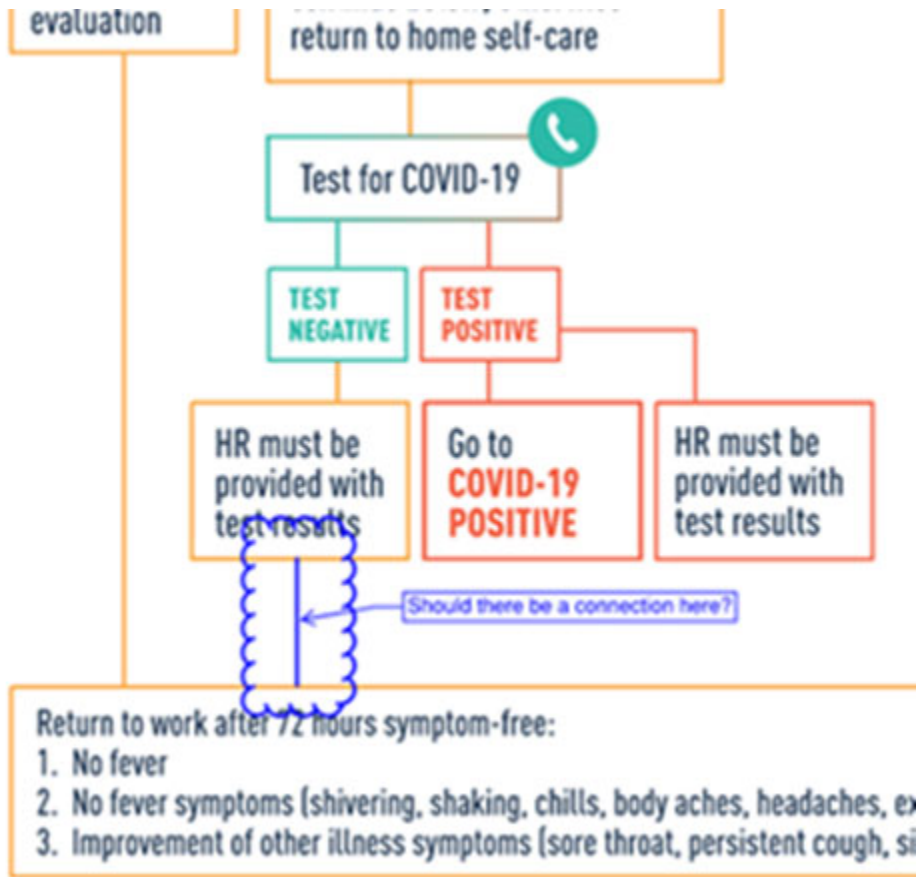 evaluation
return to home self-care
Test for COVID-19
TEST
NEGATIVE
TEST
POSITIVE
HR must be
provided with
test results
Go to
COVID-19
POSITIVE
HR must be
provided with
test results
Should there be a connection here?
Return to work after 72 hours symptom-free:
1. No fever
2. No fever symptoms (shivering, shaking, chills, body aches, headaches,
3. Improvement of other illness symptoms (sore throat, persistent cough,